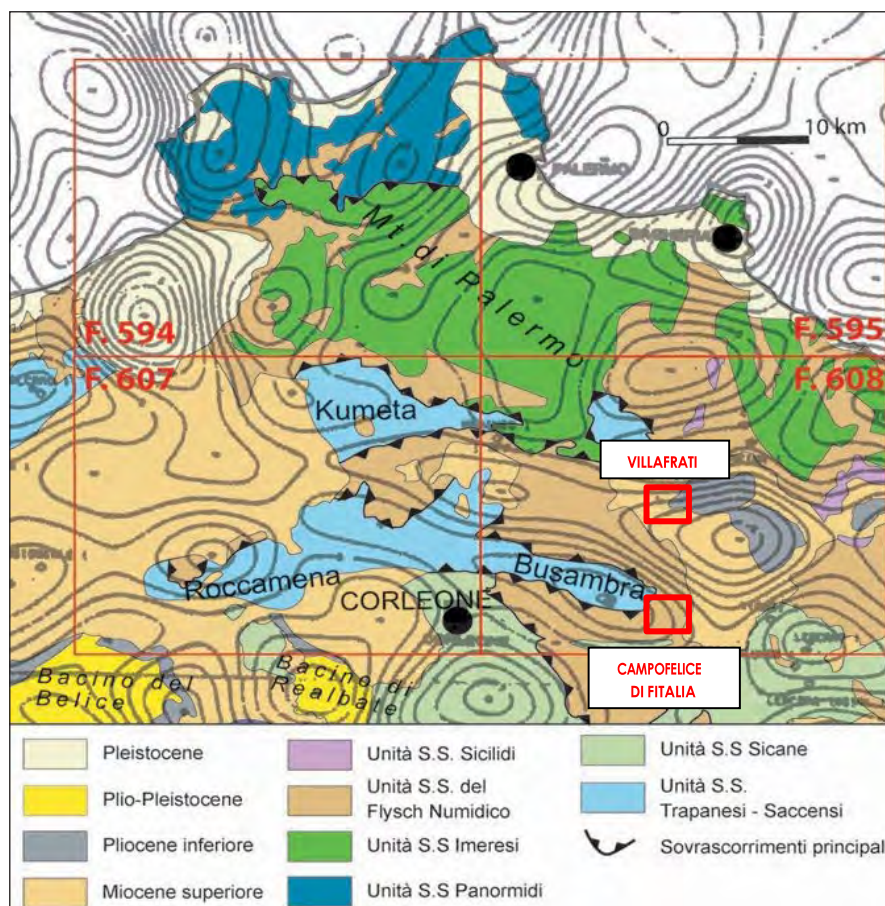 0 10 km
PALERMO
Mt. di Palermo
F. 594
F. 595
F. 607
F. 608
Kumeta
VILLAFRATI
Roccamena
Busambra
CORLEONE
CAMPOFELICE
DI FITALIA
Bacino del
Belice
Bacino di
Realbate
Pleistocene
Plio-Pleistocene
Pliocene inferiore
Miocene superiore
Unità S.S. Sicilidi
Unità S.S. del
Flysch Numidico
Unità S.S Imeresi
Unità S.S Panormidi
Unità S.S Sicane
Unità S.S.
Trapanesi - Saccensi
Sovrascorrimenti principal